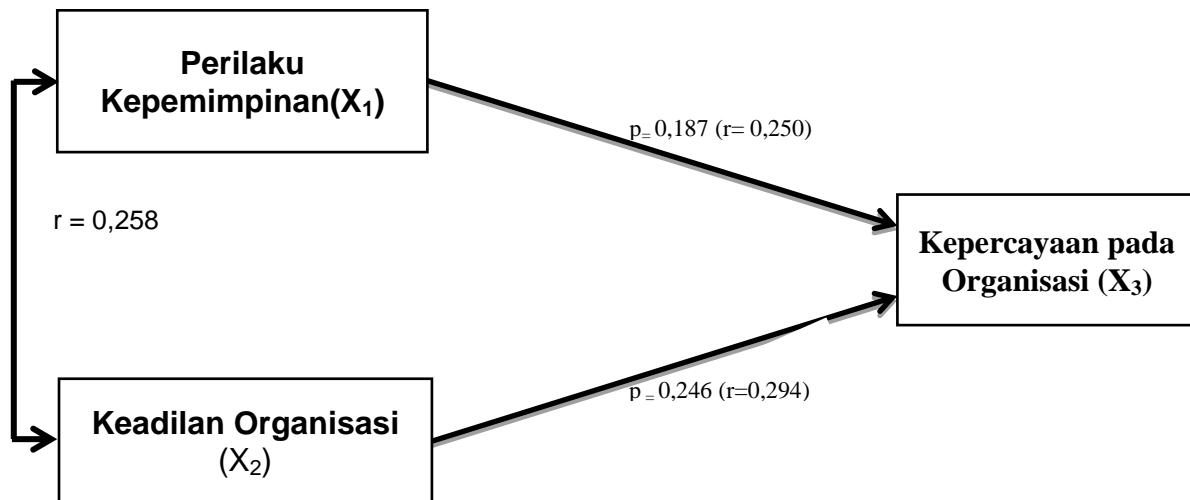 Perilaku
Kepemimpinan(X₁)
p= 0,187 (r= 0,250)
r = 0,258
Kepercayaan pada
Organisasi (X₃)
p = 0,246 (r=0,294)
Keadilan Organisasi
(X₂)